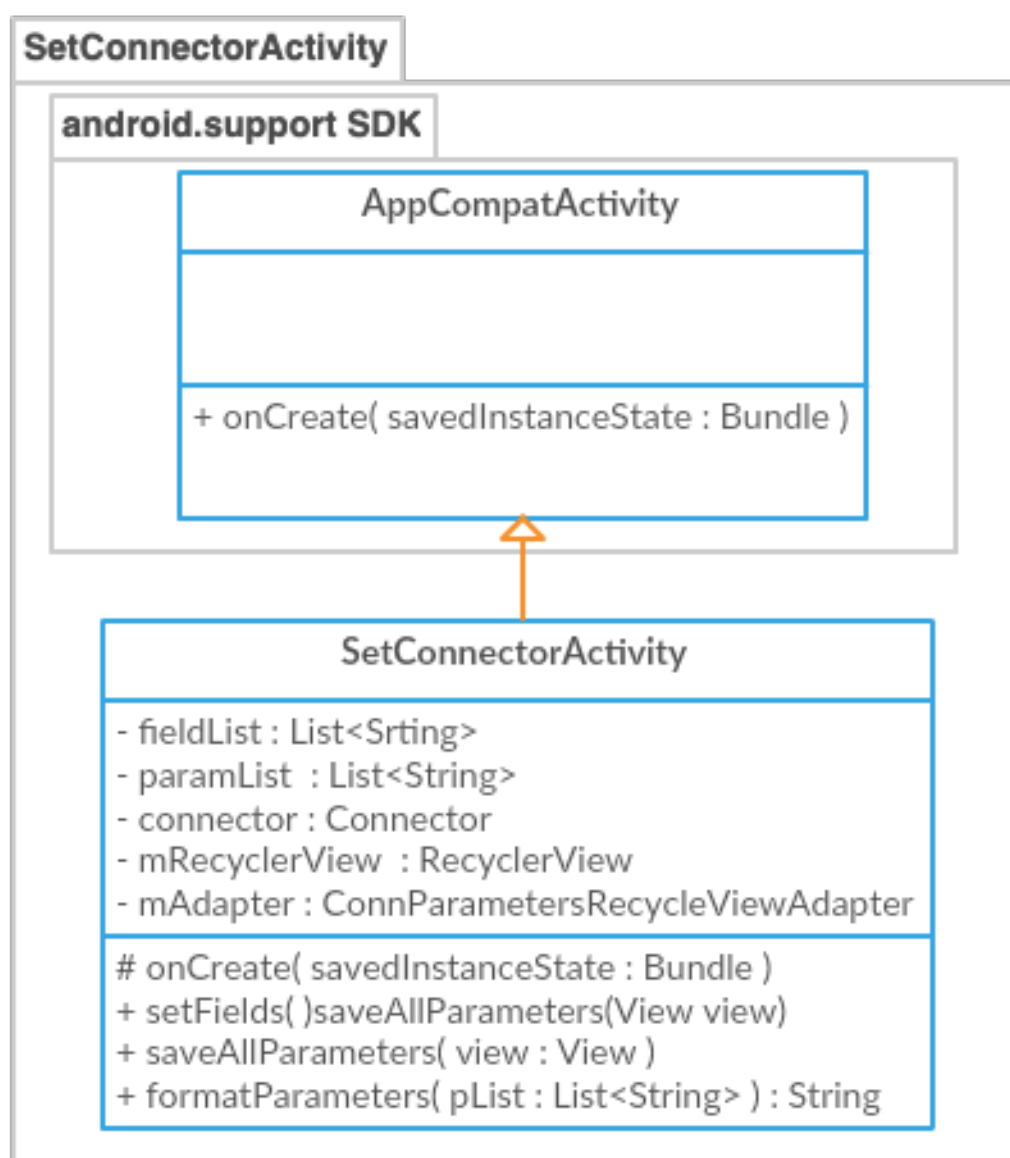 SetConnectorActivity
android.support SDK
AppCompatActivity
+ onCreate( savedInstanceState : Bundle )
SetConnectorActivity
- fieldList : List<Srting>
- paramList  : List<String>
- connector : Connector
- mRecyclerView  : RecyclerView
- mAdapter : ConnParametersRecycleViewAdapter
# onCreate( savedInstanceState : Bundle )
+ setFields( )saveAllParameters(View view)
+ saveAllParameters( view : View )
+ formatParameters( pList : List<String> ) : String